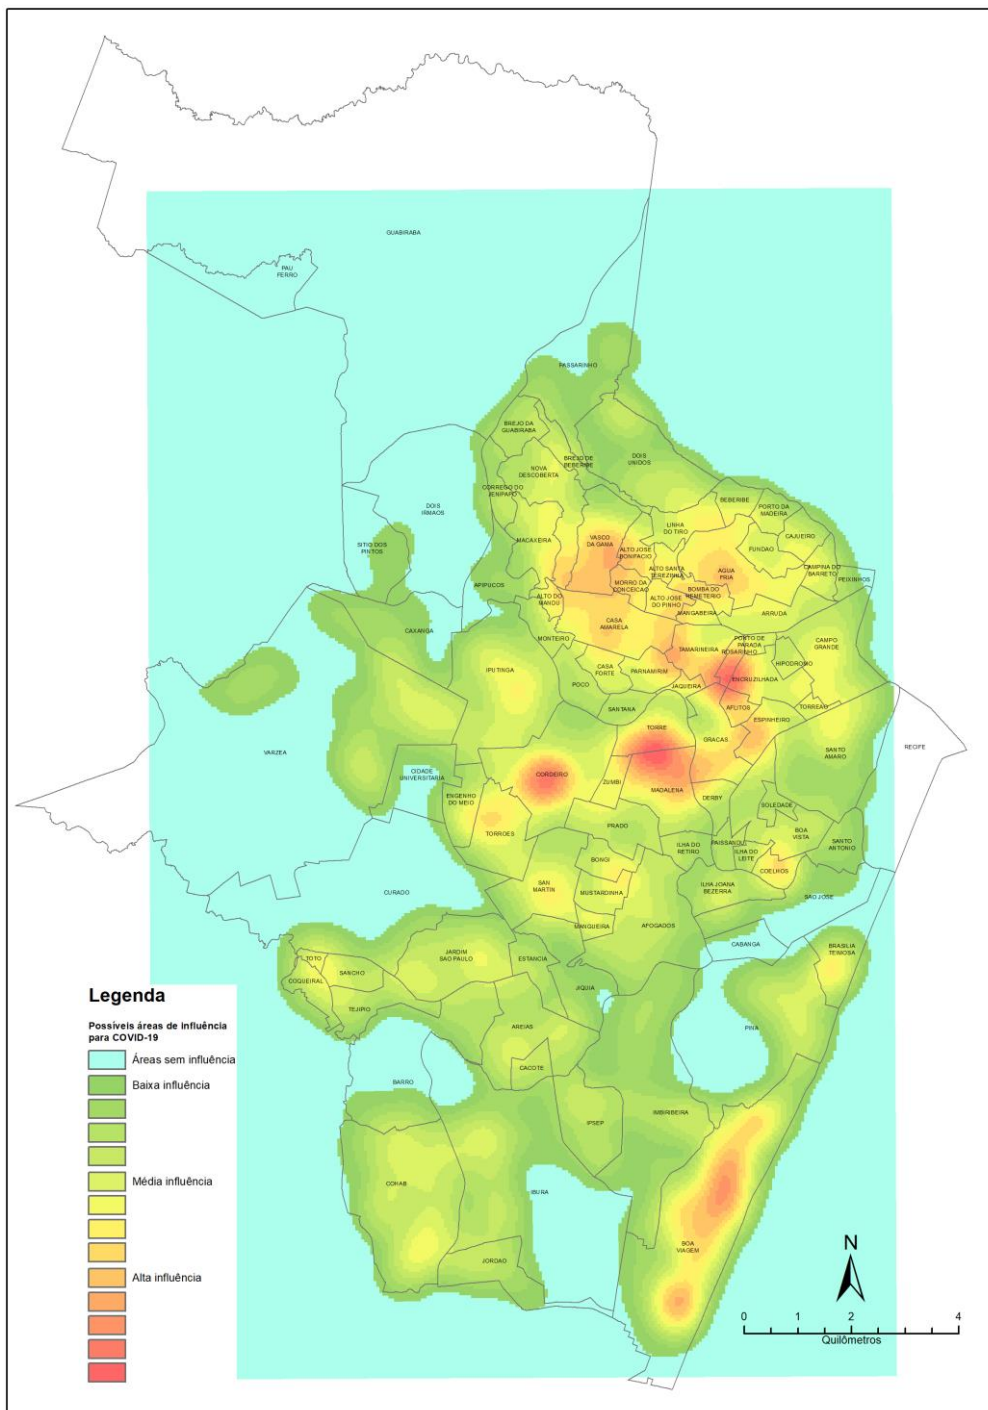 GUABIRABA
PAU
FERRO
PASSARINHO
BREJO DA
GUABIRABA
BREJO DE
BEBERIBE
DOIS
UNIDOS
NOVA
DESCOBERTA
CORREGO DO
JENIPAPO
DOIS
IRMAOS
BEBERIBE
PORTO DA
MADEIRA
LINHA
DO TIRO
CAJUEIRO
FUNDAO
SITIO DOS
PINTOS
MACAXEIRA
VASCO
DA GAMA
ALTO JOSE
BONIFACIO
ALTO SANTA
TEREZINHA
AGUA
FRIA
CAMPINA DO
BARRETO
PEIXINHOS
APIPUCOS
MORRO DA
CONCEICAO
BOMBA DO
HEMETERIO
ALTO DO
MANDU
ALTO JOSE
DO PINHO
MANGABEIRA
ARRUDA
CASA
AMARELA
CAXANGA
MONTEIRO
PONTO DE
PARADA
ROSARINHO
TAMARINEIRA
CAMPO
GRANDE
HIPODROMO
IPUTINGA
CASA
FORTE
PARNAMIRIM
POCO
JAQUEIRA
ENCRUZILHADA
SANTANA
AFLITOS
TORREAO
ESPINHEIRO
TORRE
GRACAS
SANTO
AMARO
RECIFE
VARZEA
CIDADE
UNIVERSITARIA
CORDEIRO
ZUMBI
MADALENA
DERBY
ENGENHO
DO MEIO
SOLEDADE
TORROES
PRADO
BOA
VISTA
ILHA DO
RETIRO
PAISSANDU
ILHA DO
LEITE
SANTO
ANTONIO
BONGI
COELHOS
SAN
MARTIN
MUSTARDINHA
ILHA JOANA
BEZERRA
SAO JOSE
CURADO
MANGUEIRA
AFOGADOS
CABANGA
BRASILIA
TEIMOSA
TOTO
SANCHO
COQUEIRAL
JARDIM
SAO PAULO
ESTANCIA
JIQUIA
TEJIPIO
AREIAS
PINA
CACOTE
BARRO
IPSEP
IMBIRIBEIRA
COHAB
IBURA
JORDAO
BOA
VIAGEM
Legenda
Possíveis áreas de influência
para COVID-19
Áreas sem influência
Baixa influência
Média influência
Alta influência
N
0 1 2 4
Quilômetros